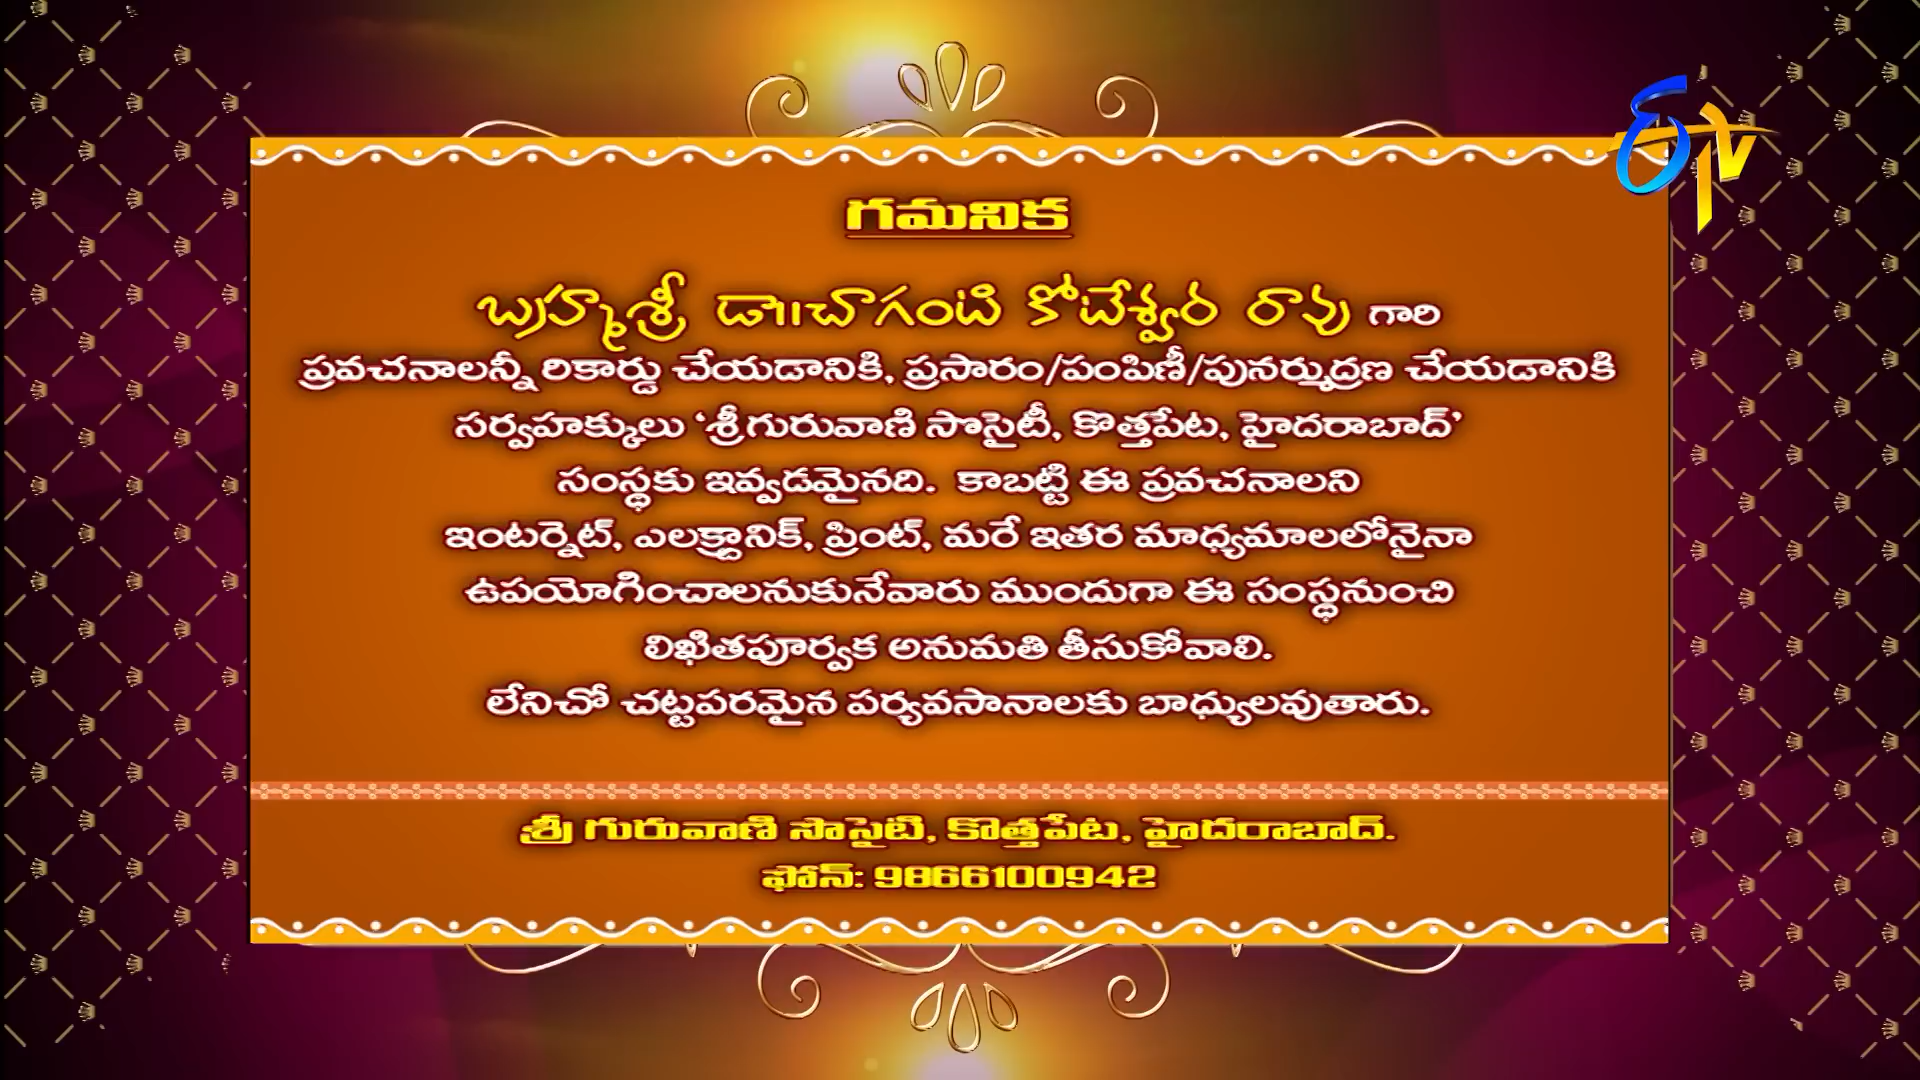 ETV
గమనిక
బ్రహ్మశ్రీ డా॥చాగంటి కోటేశ్వర రావు గారి
ప్రవచనాలన్నీ రికార్డు చేయడానికి, ప్రసారం/పంపిణీ/పునర్ముద్రణ చేయడానికి
సర్వహక్కులు ‘శ్రీగురువాణి సొసైటీ, కొత్తపేట, హైదరాబాద్’
సంస్థకు ఇవ్వడమైనది. కాబట్టి ఈ ప్రవచనాలని
ఇంటర్నెట్, ఎలక్ట్రానిక్, ప్రింట్, మరే ఇతర మాధ్యమాలలోనైనా
ఉపయోగించాలనుకునేవారు ముందుగా ఈ సంస్థనుంచి
లిఖితపూర్వక అనుమతి తీసుకోవాలి.
లేనిచో చట్టపరమైన పర్యవసానాలకు బాధ్యులవుతారు.
శ్రీ గురువాణి సొసైటి, కొత్తపేట, హైదరాబాద్.
ఫోన్: 9866100942